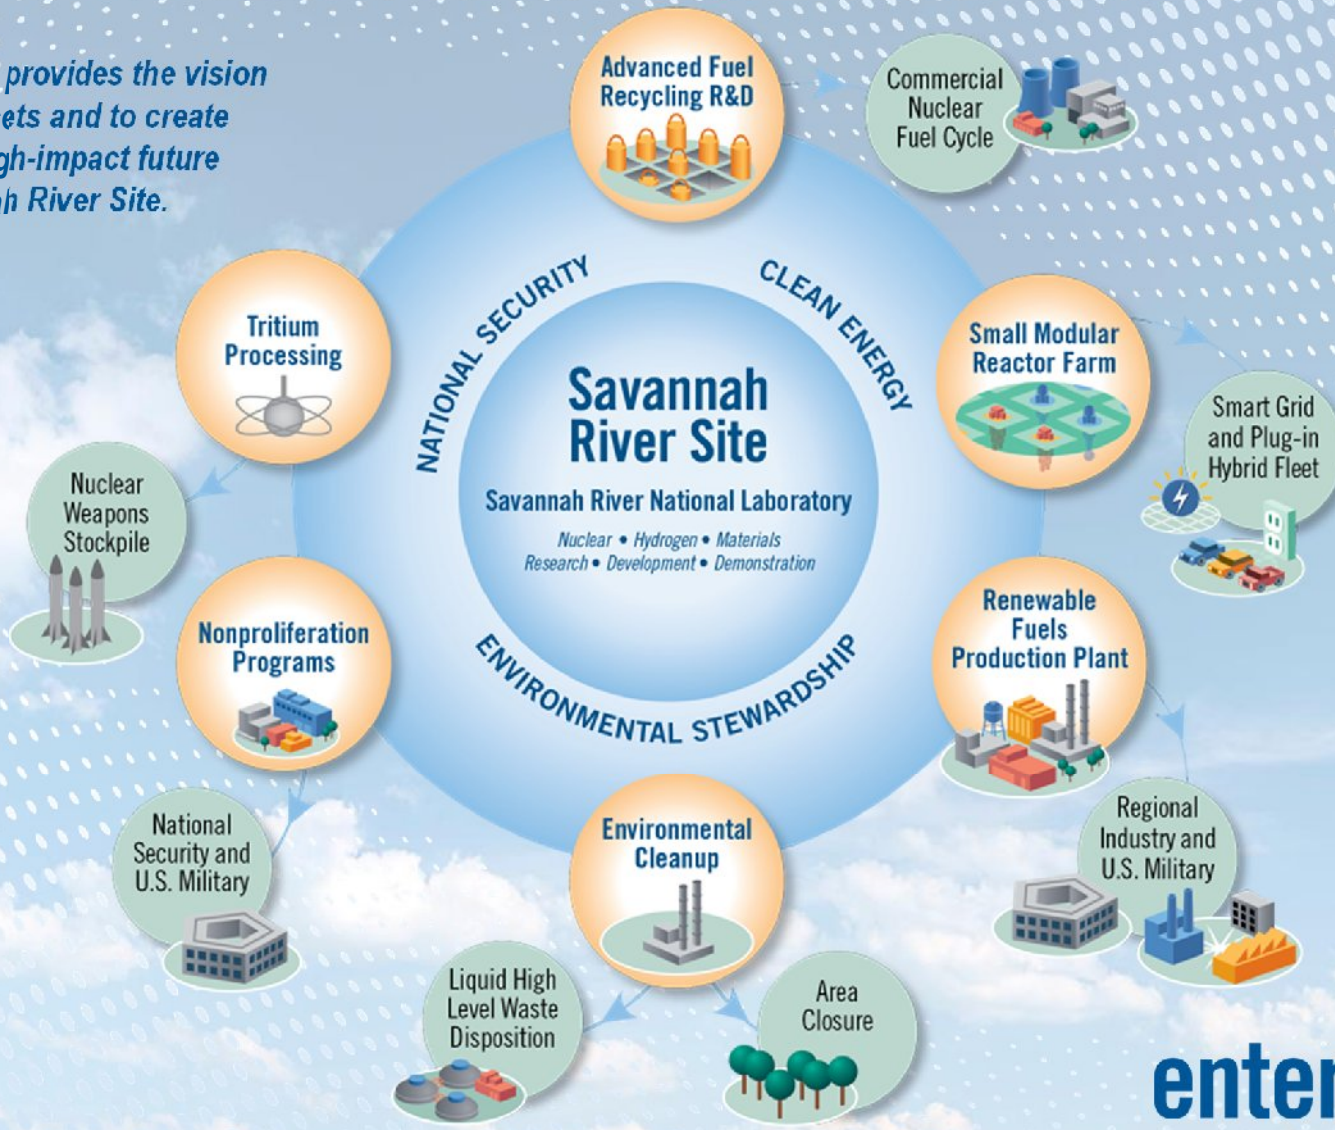 provides the vision
ets and to create
gh-impact future
h River Site.
Advanced Fuel
Recycling R&D
Commercial
Nuclear
Fuel Cycle
NATIONAL SECURITY
CLEAN ENERGY
Tritium
Processing
Small Modular
Reactor Farm
Savannah
River Site
Savannah River National Laboratory
Nuclear • Hydrogen • Materials
Research • Development • Demonstration
Smart Grid
and Plug-in
Hybrid Fleet
Nuclear
Weapons
Stockpile
Nonproliferation
Programs
Renewable
Fuels
Production Plant
ENVIRONMENTAL STEWARDSHIP
National
Security and
U.S. Military
Environmental
Cleanup
Regional
Industry and
U.S. Military
Liquid High
Level Waste
Disposition
Area
Closure
enter